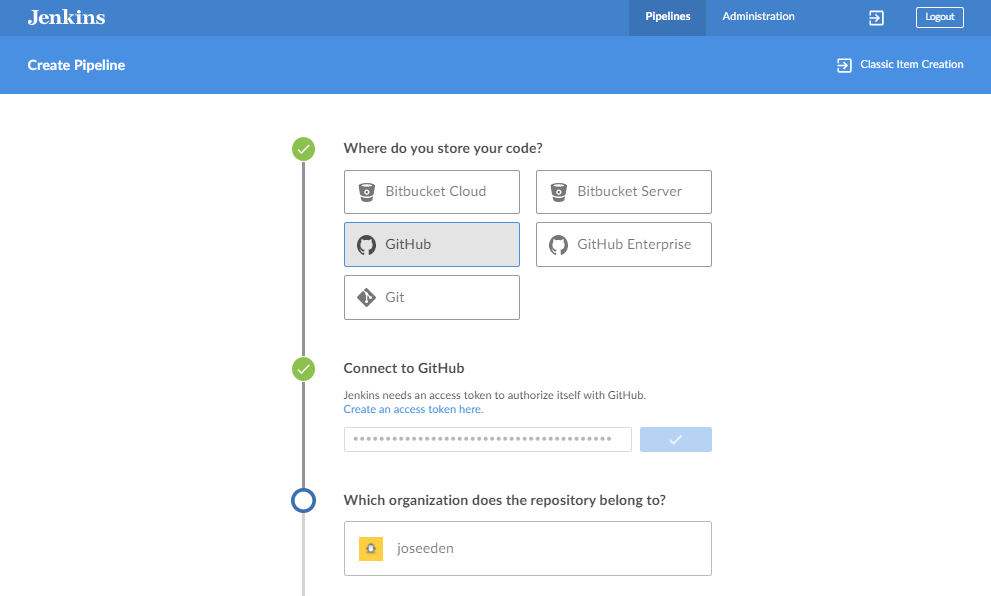 Jenkins
Pipelines
Administration
Logout
Create Pipeline
Classic Item Creation
Where do you store your code?
Bitbucket Cloud
Bitbucket Server
GitHub
GitHub Enterprise
Git
Connect to GitHub
Jenkins needs an access token to authorize itself with GitHub.
Create an access token here.
••••••••••••••••••••••••••••••••••••••••
Which organization does the repository belong to?
joseeden